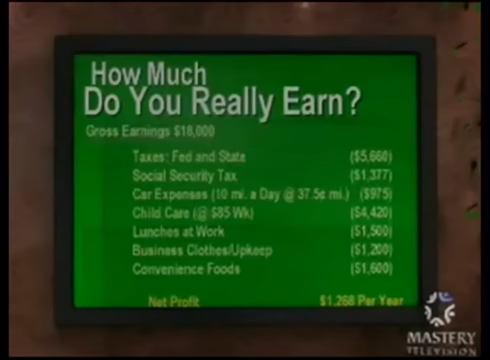 How Much
Do You Really Earn?
Gross Earnings $18,000
Taxes: Fed and State ($5,660)
Social Security Tax ($1,377)
Car Expenses (10 mi. a Day @ 37.5¢ mi.) ($975)
Child Care (@ $85 Wk) ($4,420)
Lunches at Work ($1,500)
Business Clothes/Upkeep ($1,200)
Convenience Foods ($1,600)
Net Profit $1,268 Per Year
MASTERY
TELEVISION